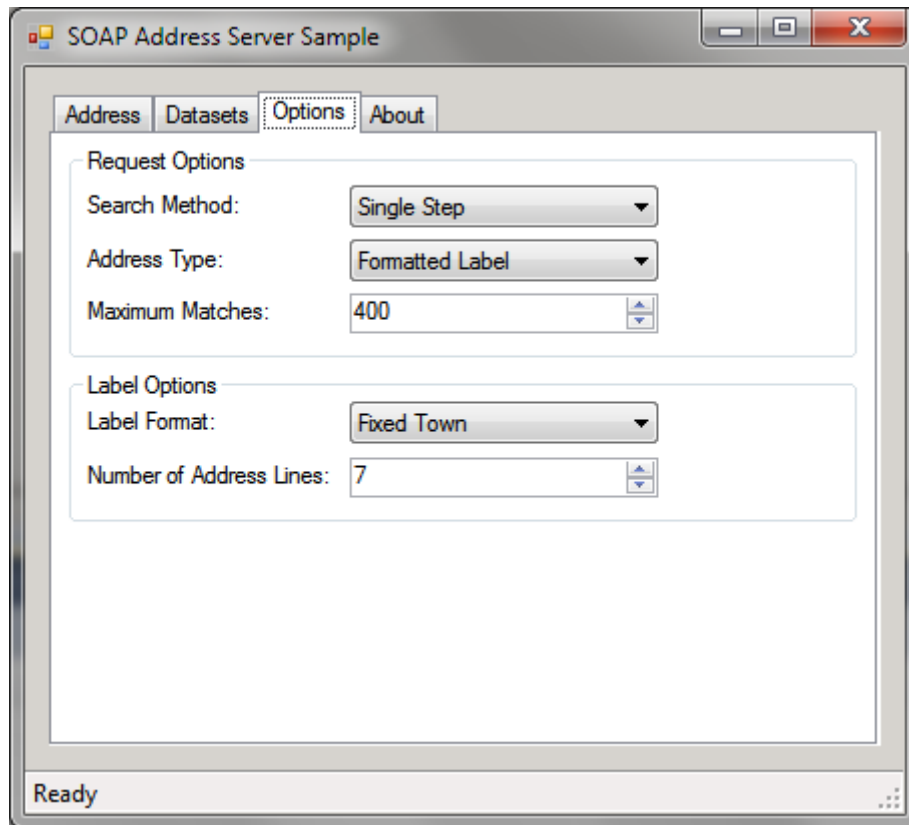 SOAP Address Server Sample
Address Datasets Options About
Request Options
Search Method: Single Step
Address Type: Formatted Label
Maximum Matches: 400
Label Options
Label Format: Fixed Town
Number of Address Lines: 7
Ready